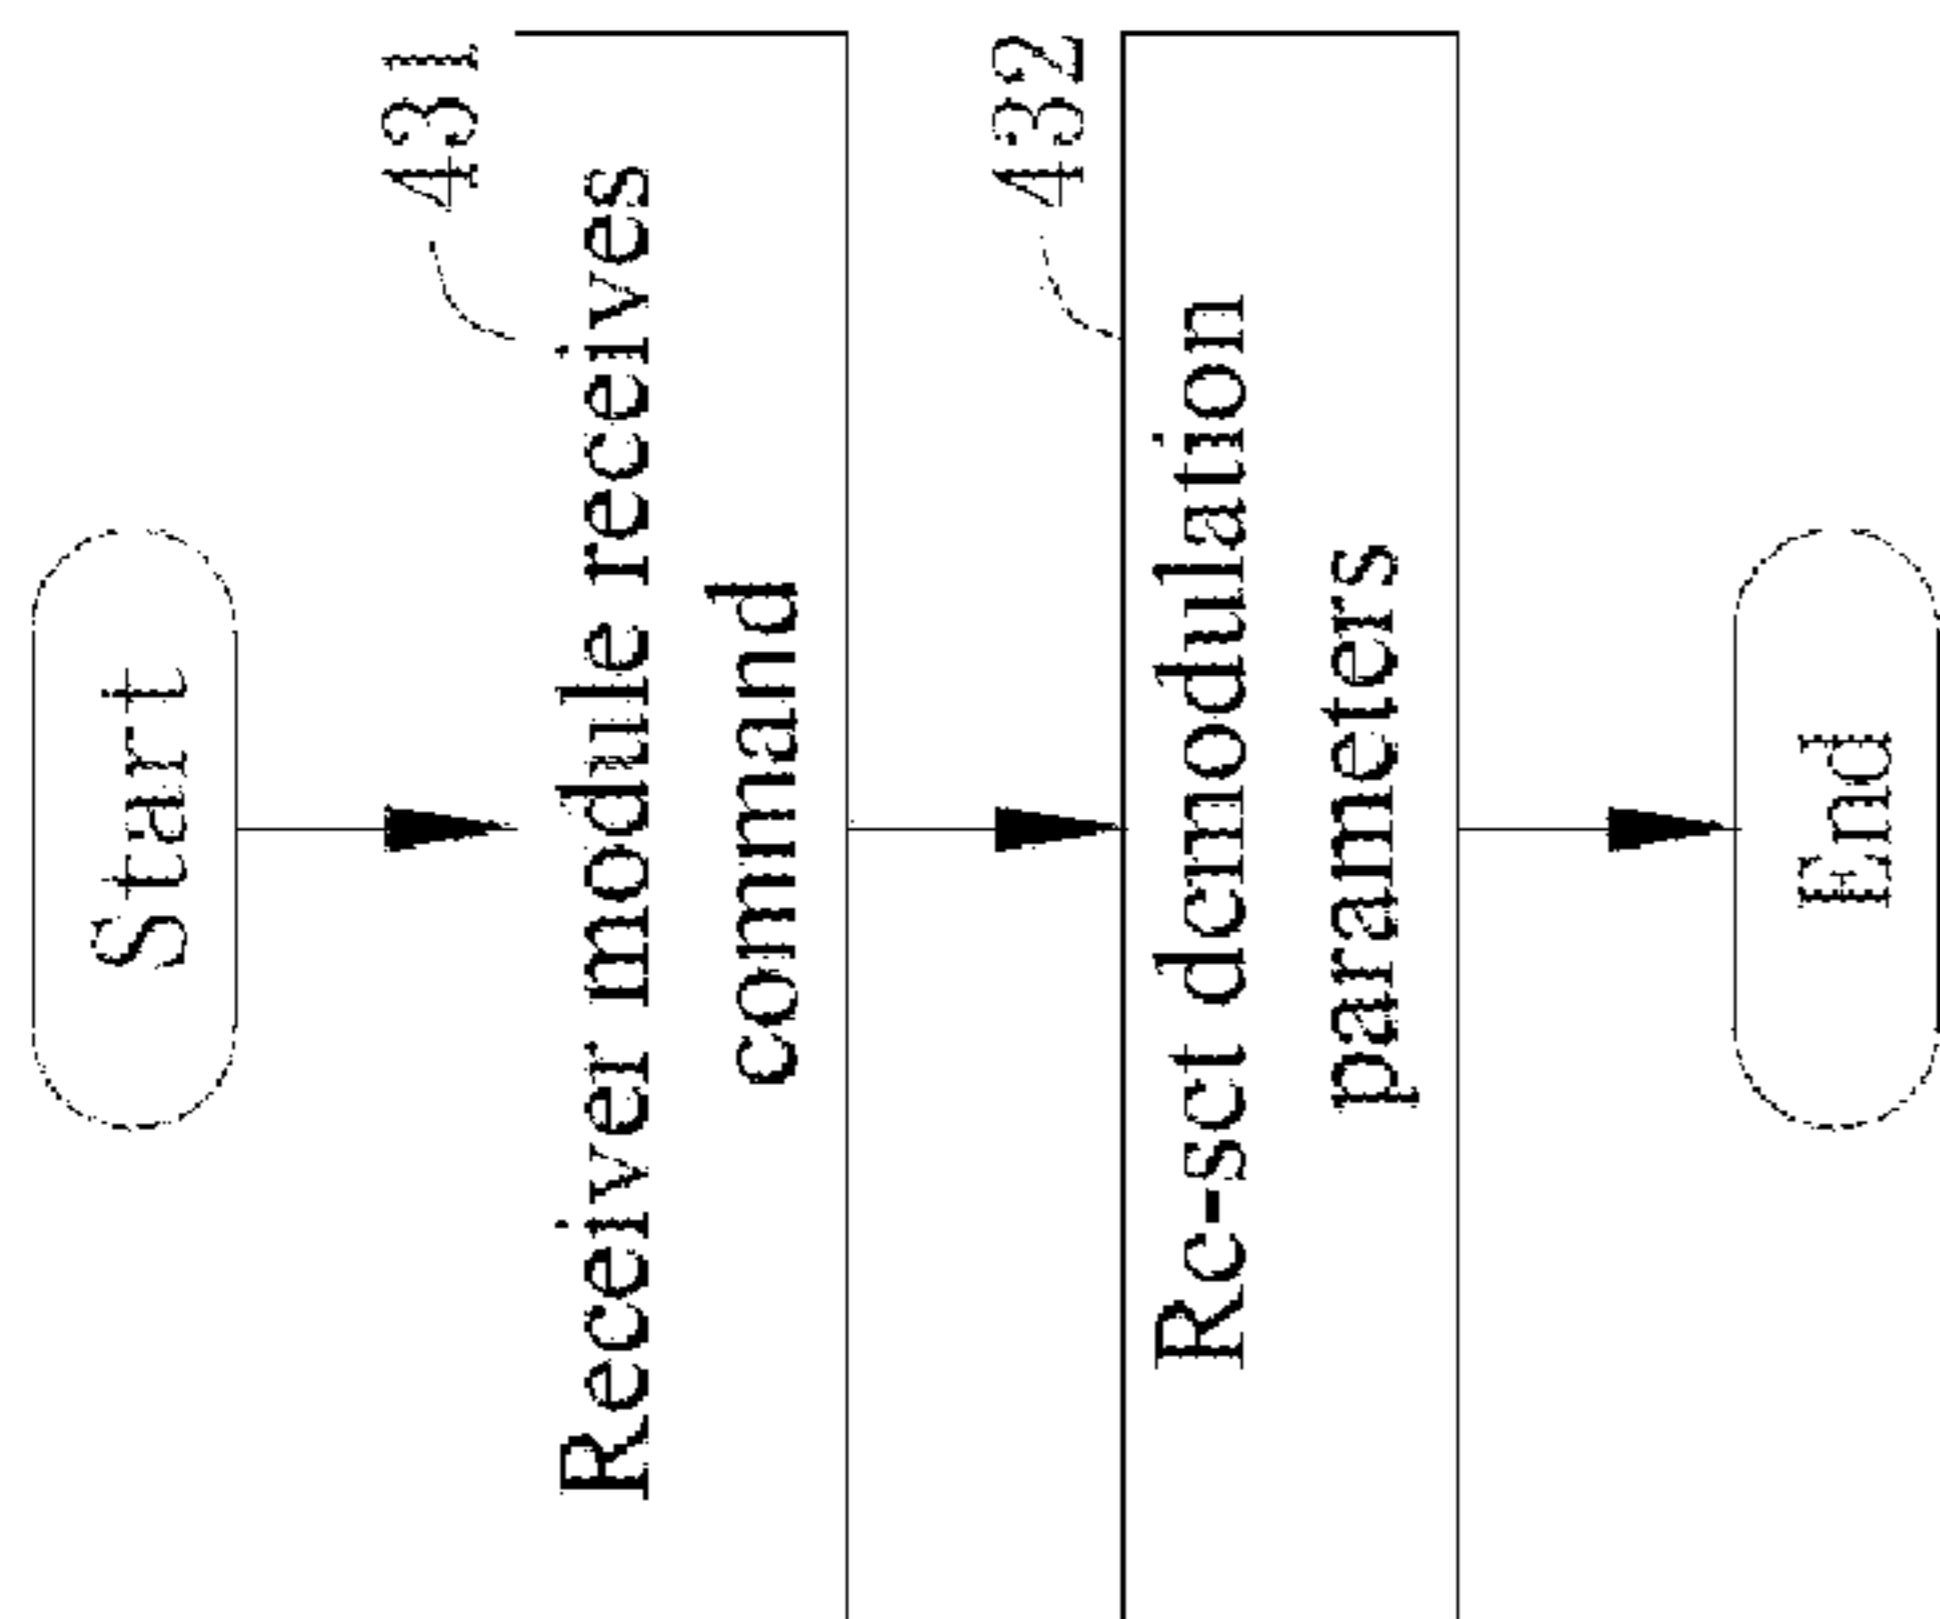 Start
431
Receiver module receives
command
432
Re-set demodulation
parameters
End